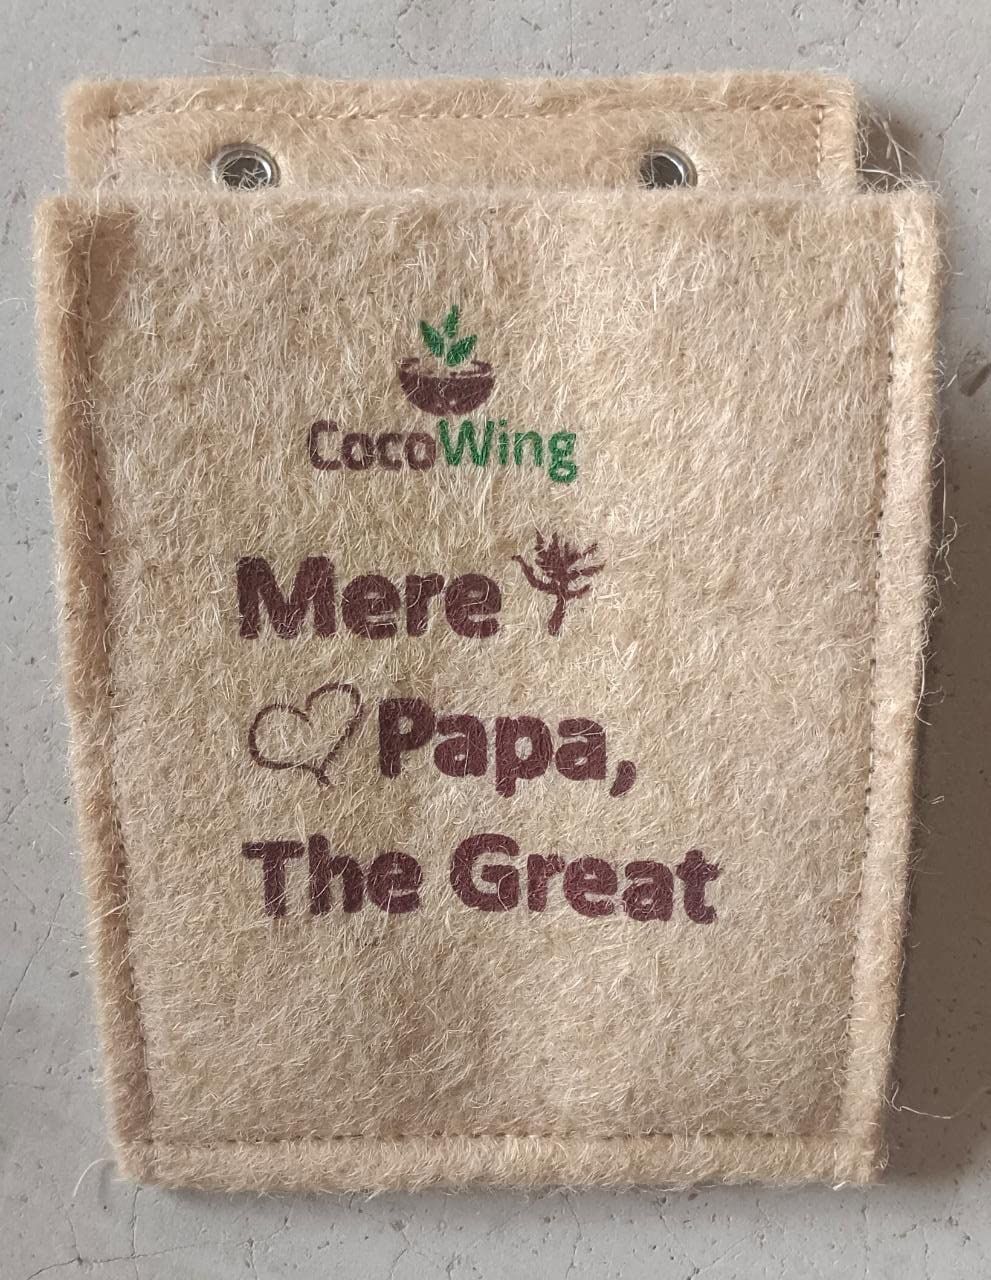 CocoWing
Mere
Papa,
The Great